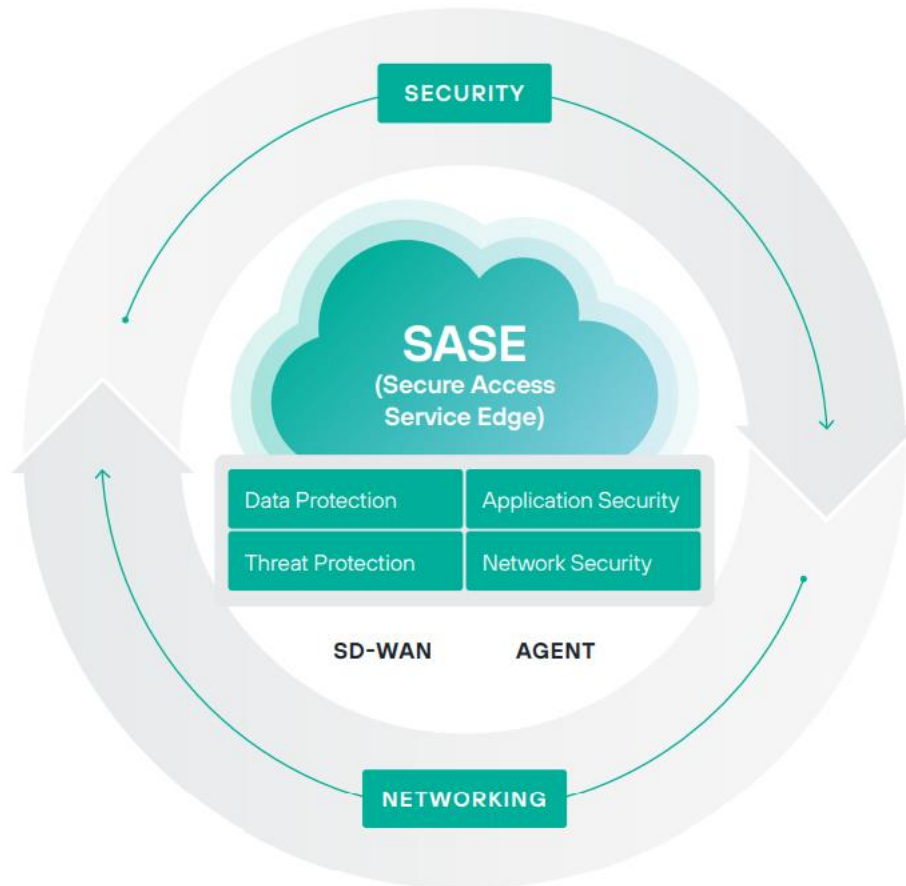 SECURITY
SASE
(Secure Access
Service Edge)
Data Protection
Application Security
Threat Protection
Network Security
SD-WAN
AGENT
NETWORKING